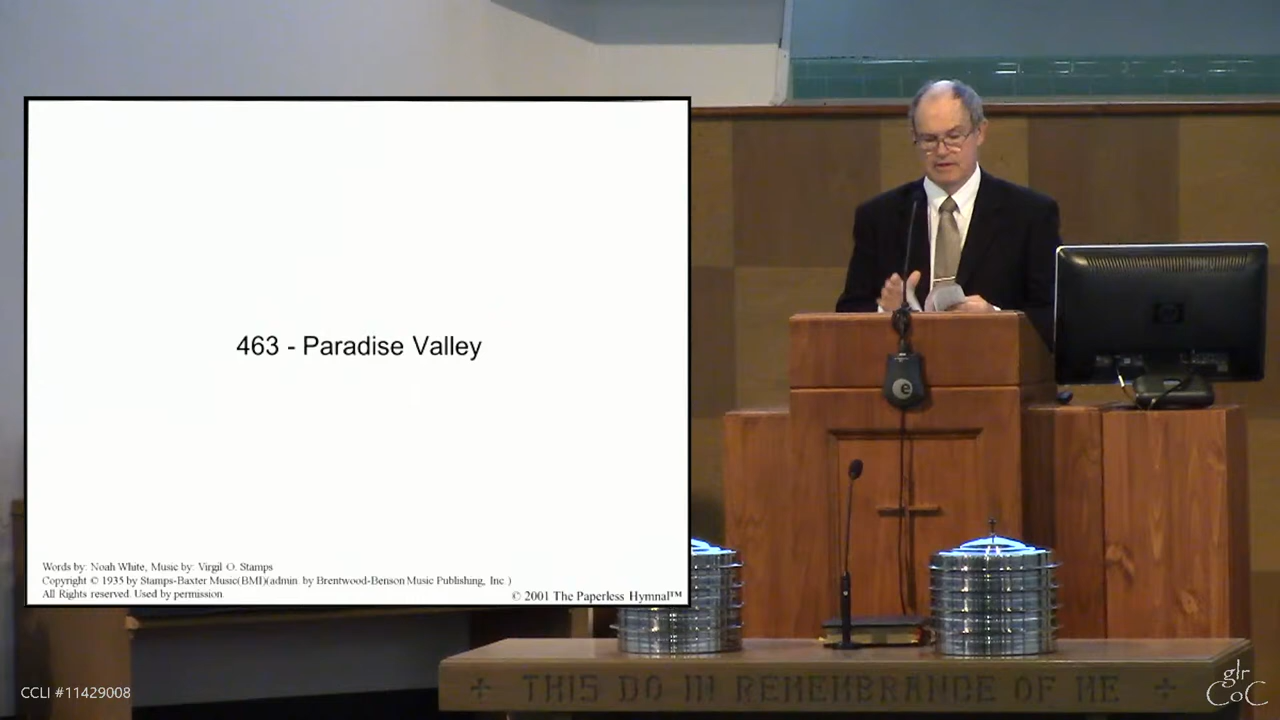 463 - Paradise Valley
Words by: Noah White, Music by: Virgil O. Stamps
Copyright © 1935 by Stamps-Baxter Music(BMI)(admin by Brentwood-Benson Music Publishing, Inc.)
All Rights reserved. Used by permission.
© 2001 The Paperless Hymnal™
e
THIS DO IN REMEMBRANCE OF ME
CCLI #11429008
glr
CoC